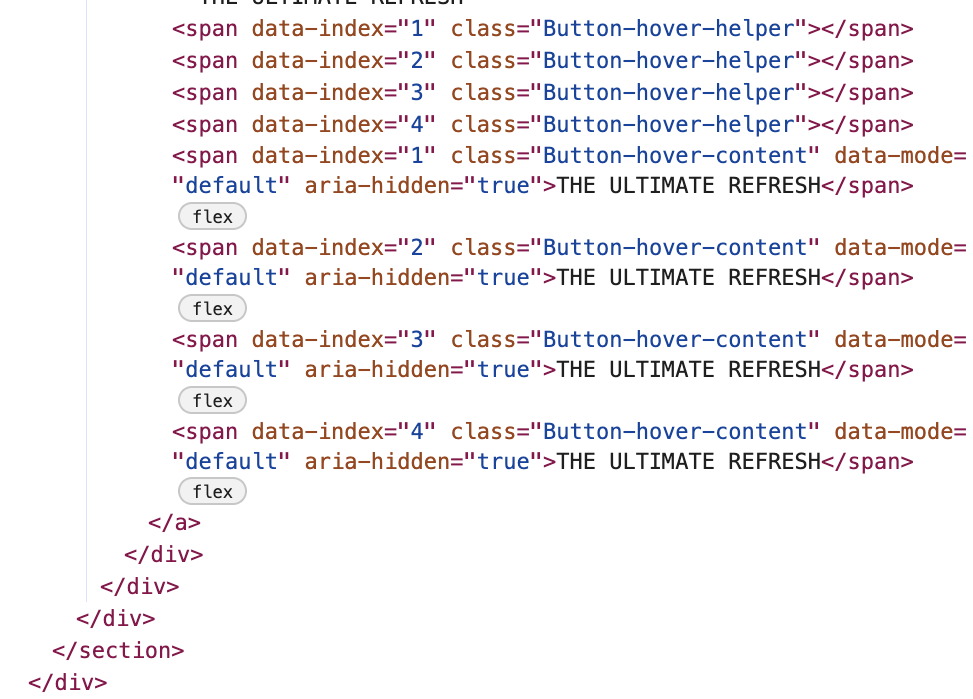 THE ULTIMATE REFRESH
<span data-index="1" class="Button-hover-helper"></span>
<span data-index="2" class="Button-hover-helper"></span>
<span data-index="3" class="Button-hover-helper"></span>
<span data-index="4" class="Button-hover-helper"></span>
<span data-index="1" class="Button-hover-content" data-mode=
"default" aria-hidden="true">THE ULTIMATE REFRESH</span>
flex
<span data-index="2" class="Button-hover-content" data-mode=
"default" aria-hidden="true">THE ULTIMATE REFRESH</span>
flex
<span data-index="3" class="Button-hover-content" data-mode=
"default" aria-hidden="true">THE ULTIMATE REFRESH</span>
flex
<span data-index="4" class="Button-hover-content" data-mode=
"default" aria-hidden="true">THE ULTIMATE REFRESH</span>
flex
</a>
</div>
</div>
</div>
</section>
</div>